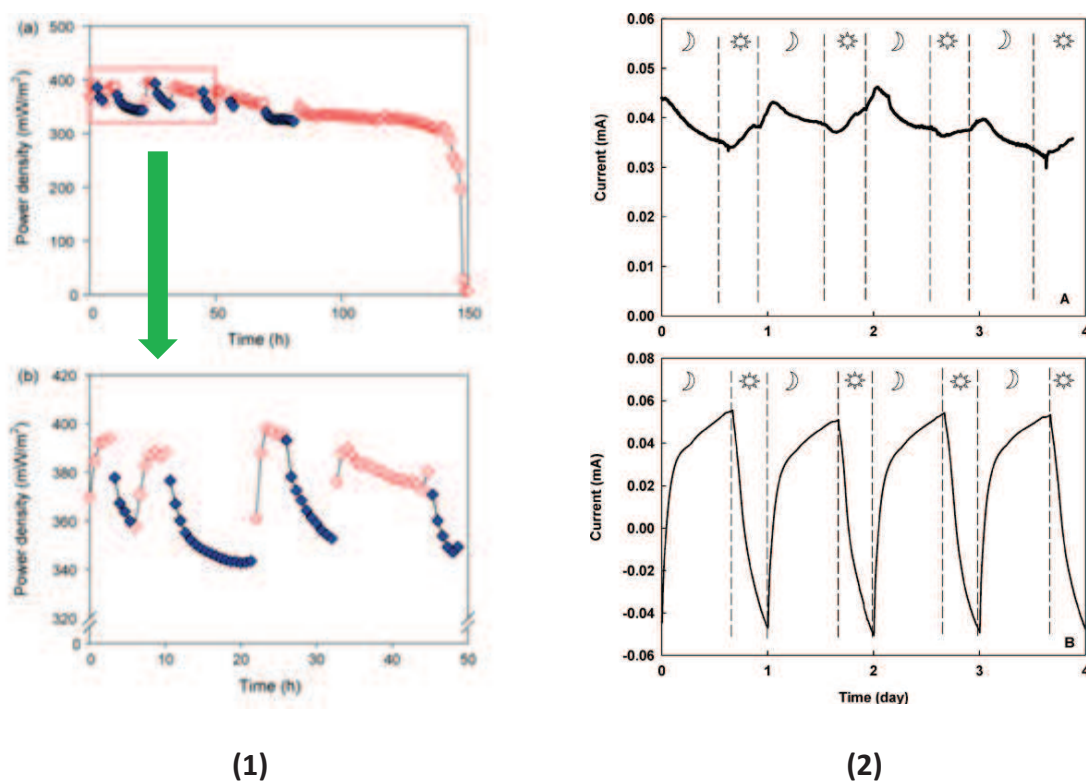 (a)
500
400
300
200
100
0
Power density (mW/m²)
0 50 100 150
Time (h)
(b)
420
400
380
360
340
320
0
Power density (mW/m²)
0 10 20 30 40 50
Time (h)
(1)
0.06
0.05
0.04
0.03
0.02
0.01
0.00
Current (mA)
A
0 1 2 3 4
0.08
0.06
0.04
0.02
0.00
-0.02
-0.04
-0.06
Current (mA)
B
0 1 2 3 4
Time (day)
(2)